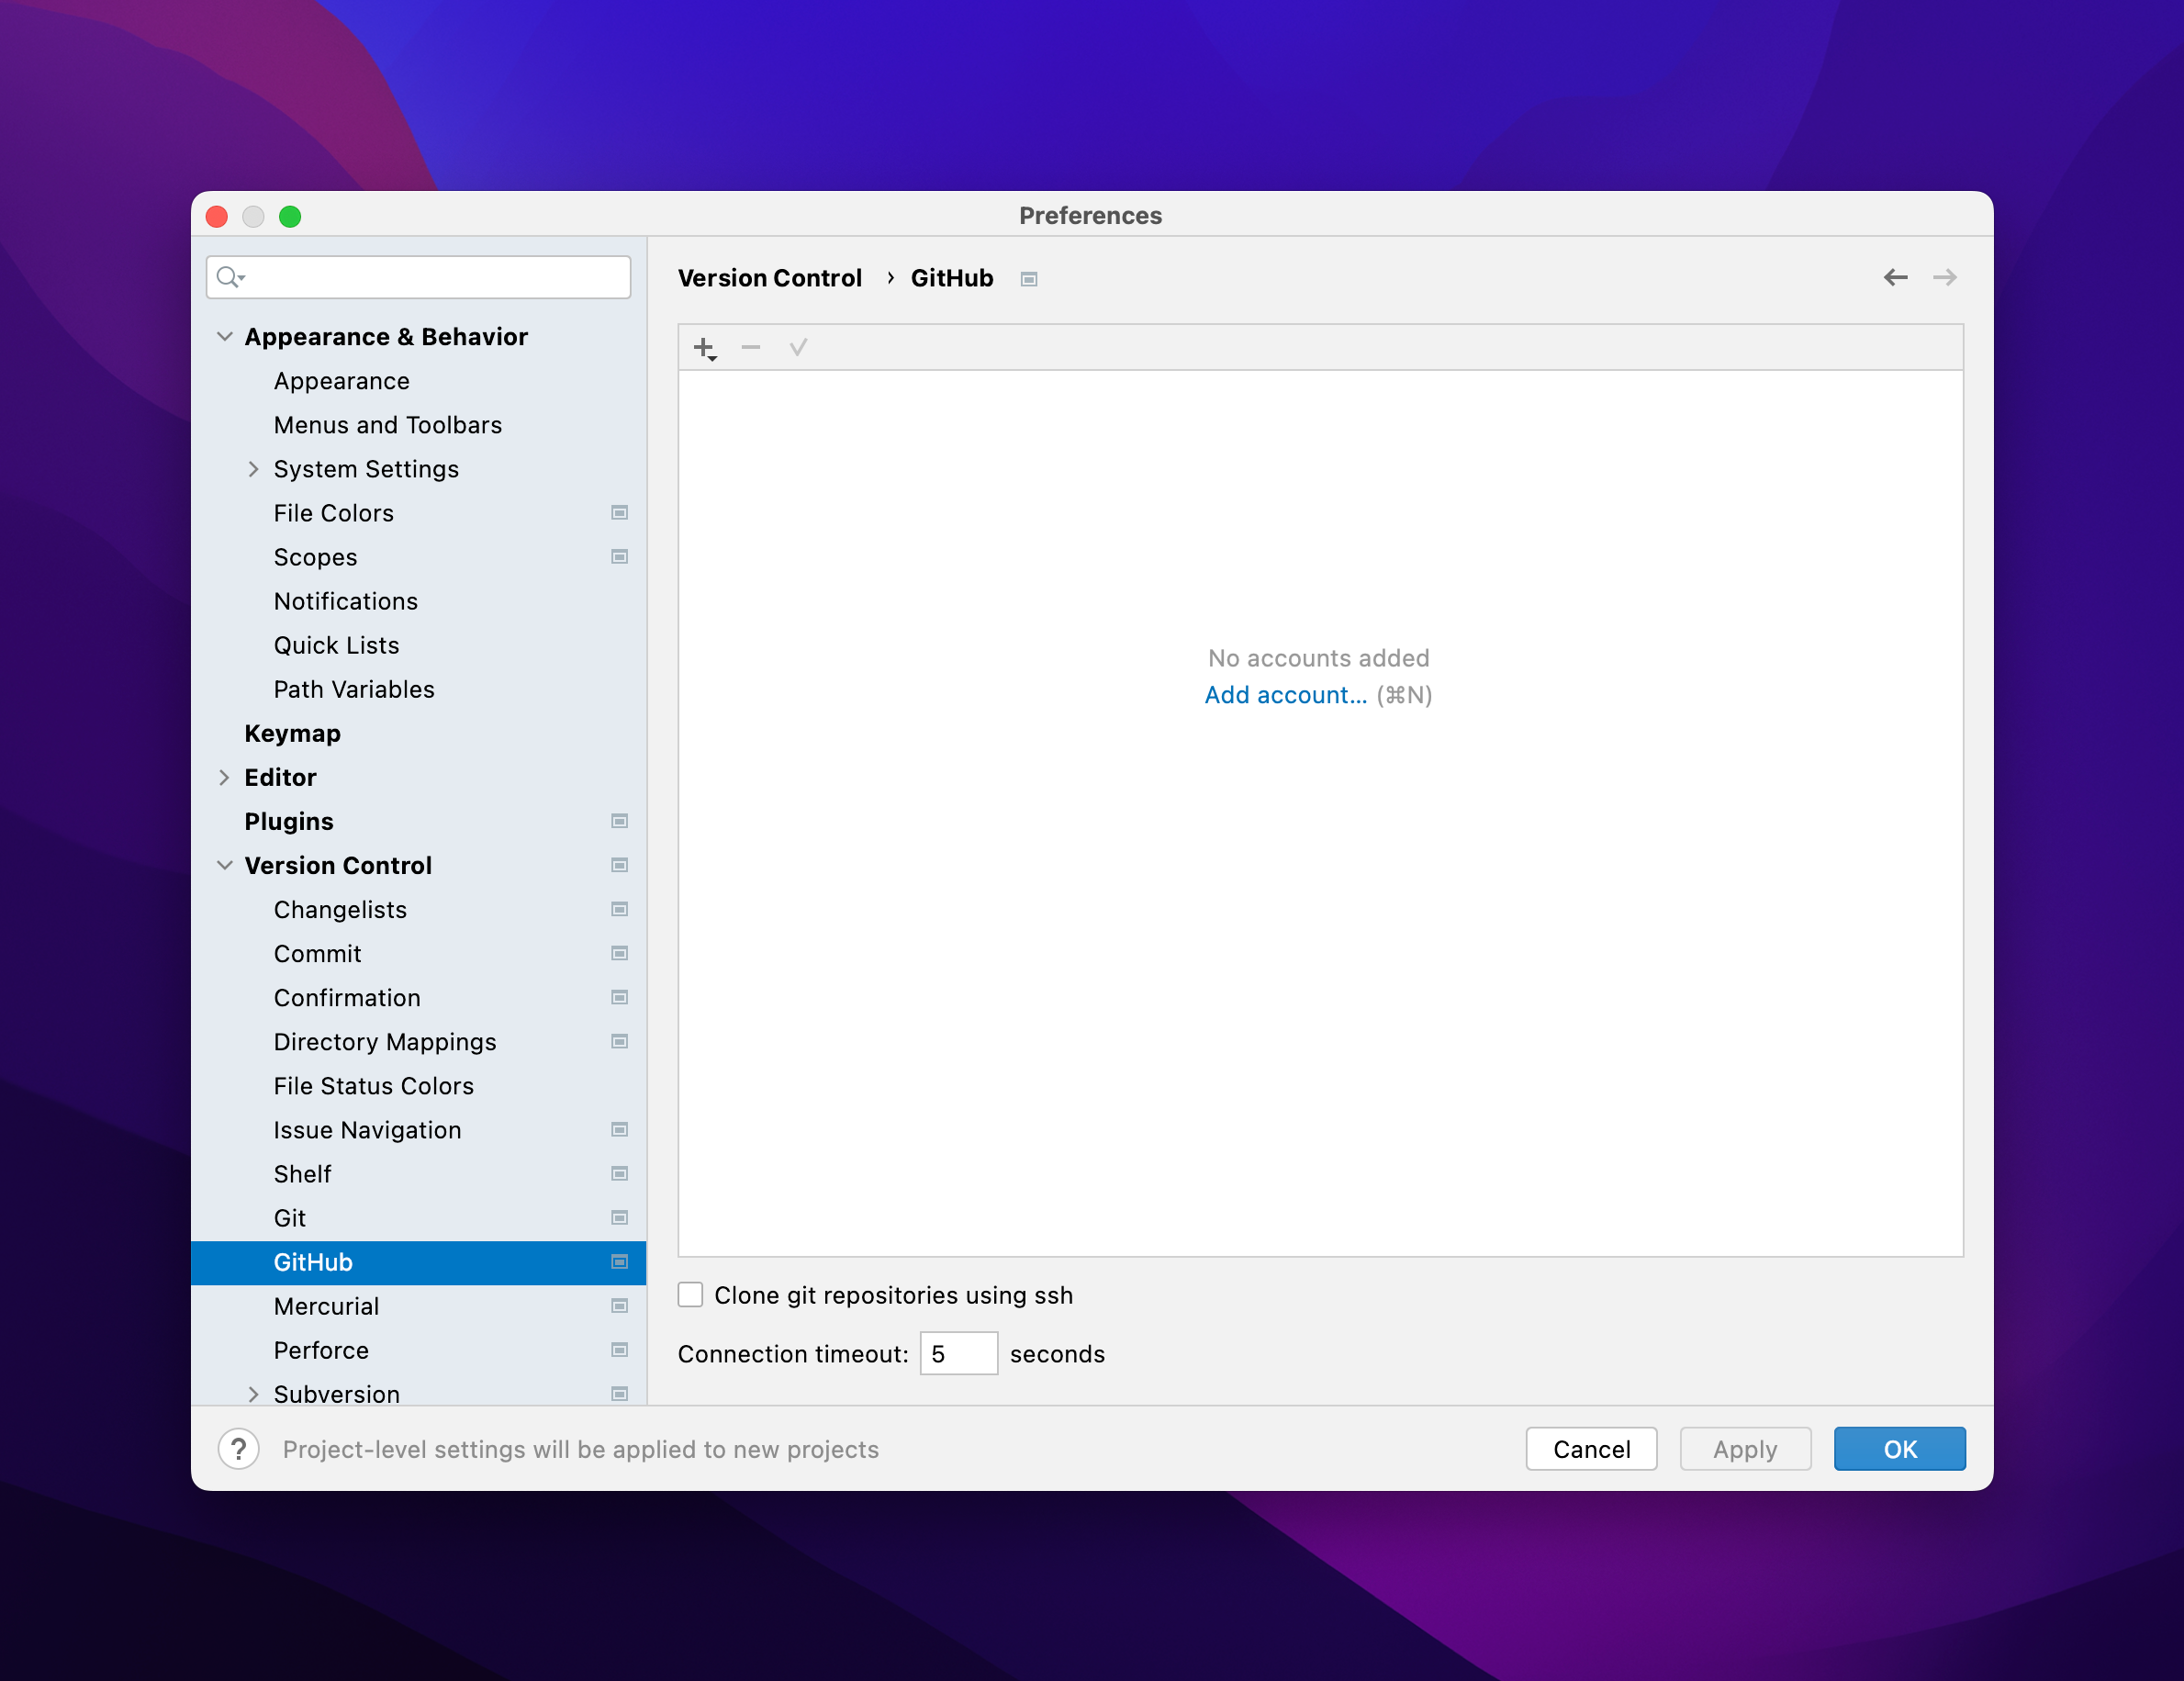 Preferences
Appearance & Behavior
Appearance
Menus and Toolbars
System Settings
File Colors
Scopes
Notifications
Quick Lists
Path Variables
Keymap
Editor
Plugins
Version Control
Changelists
Commit
Confirmation
Directory Mappings
File Status Colors
Issue Navigation
Shelf
Git
GitHub
Mercurial
Perforce
Subversion
Version Control › GitHub
No accounts added
Add account... (⌘N)
Clone git repositories using ssh
Connection timeout: 5 seconds
? Project-level settings will be applied to new projects
Cancel Apply OK